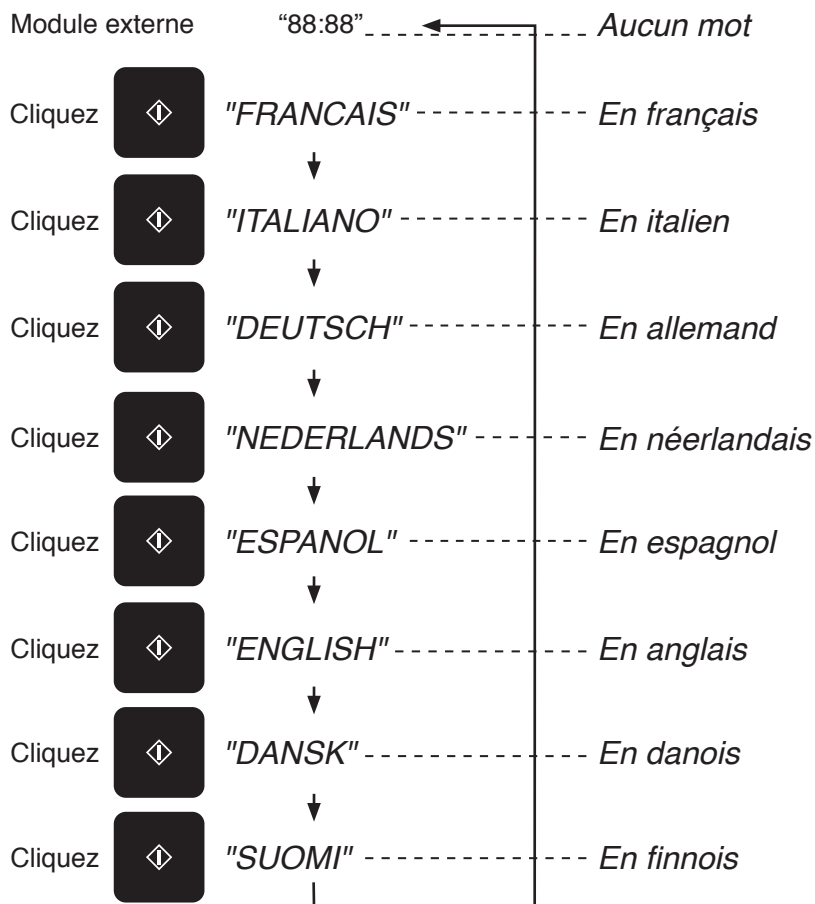 Module externe “88:88” Aucun mot
Cliquez "FRANCAIS" En français
Cliquez "ITALIANO" En italien
Cliquez "DEUTSCH" En allemand
Cliquez "NEDERLANDS" En néerlandais
Cliquez "ESPANOL" En espagnol
Cliquez "ENGLISH" En anglais
Cliquez "DANSK" En danois
Cliquez "SUOMI" En finnois